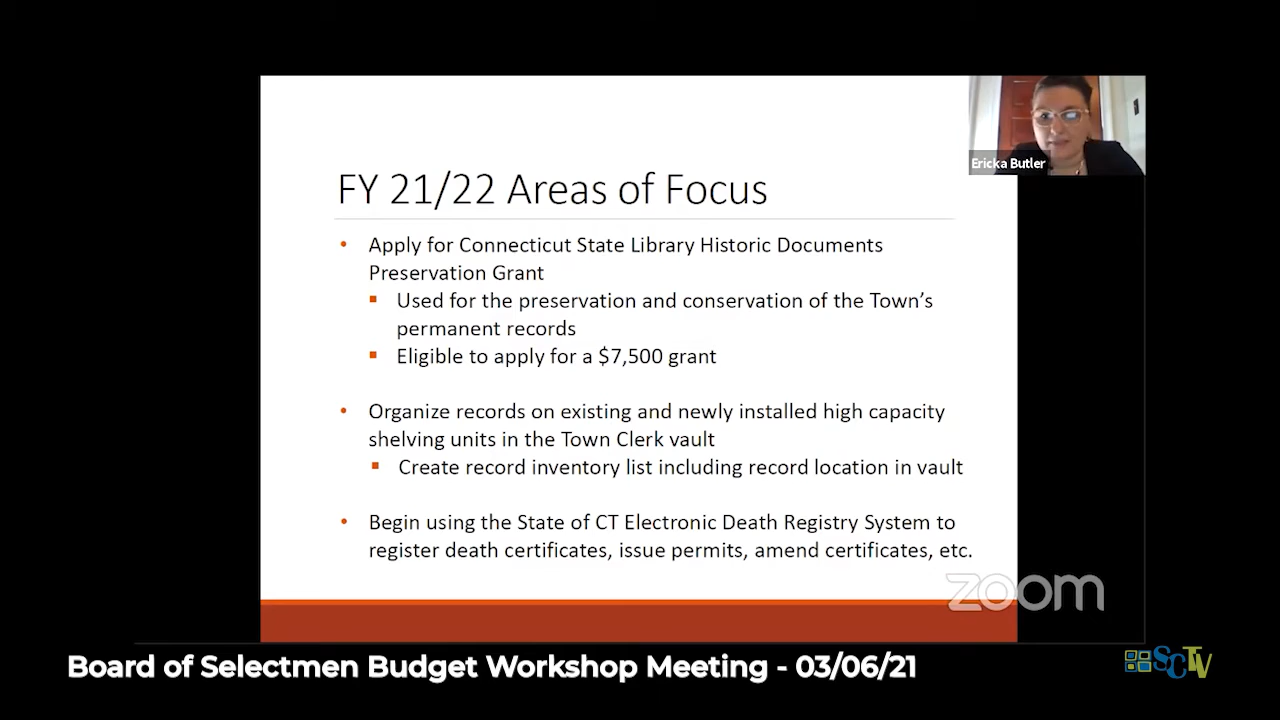 Ericka Butler
FY 21/22 Areas of Focus
• Apply for Connecticut State Library Historic Documents
Preservation Grant
▪ Used for the preservation and conservation of the Town’s
permanent records
▪ Eligible to apply for a $7,500 grant
• Organize records on existing and newly installed high capacity
shelving units in the Town Clerk vault
▪ Create record inventory list including record location in vault
• Begin using the State of CT Electronic Death Registry System to
register death certificates, issue permits, amend certificates, etc.
zoom
Board of Selectmen Budget Workshop Meeting - 03/06/21
SCTV